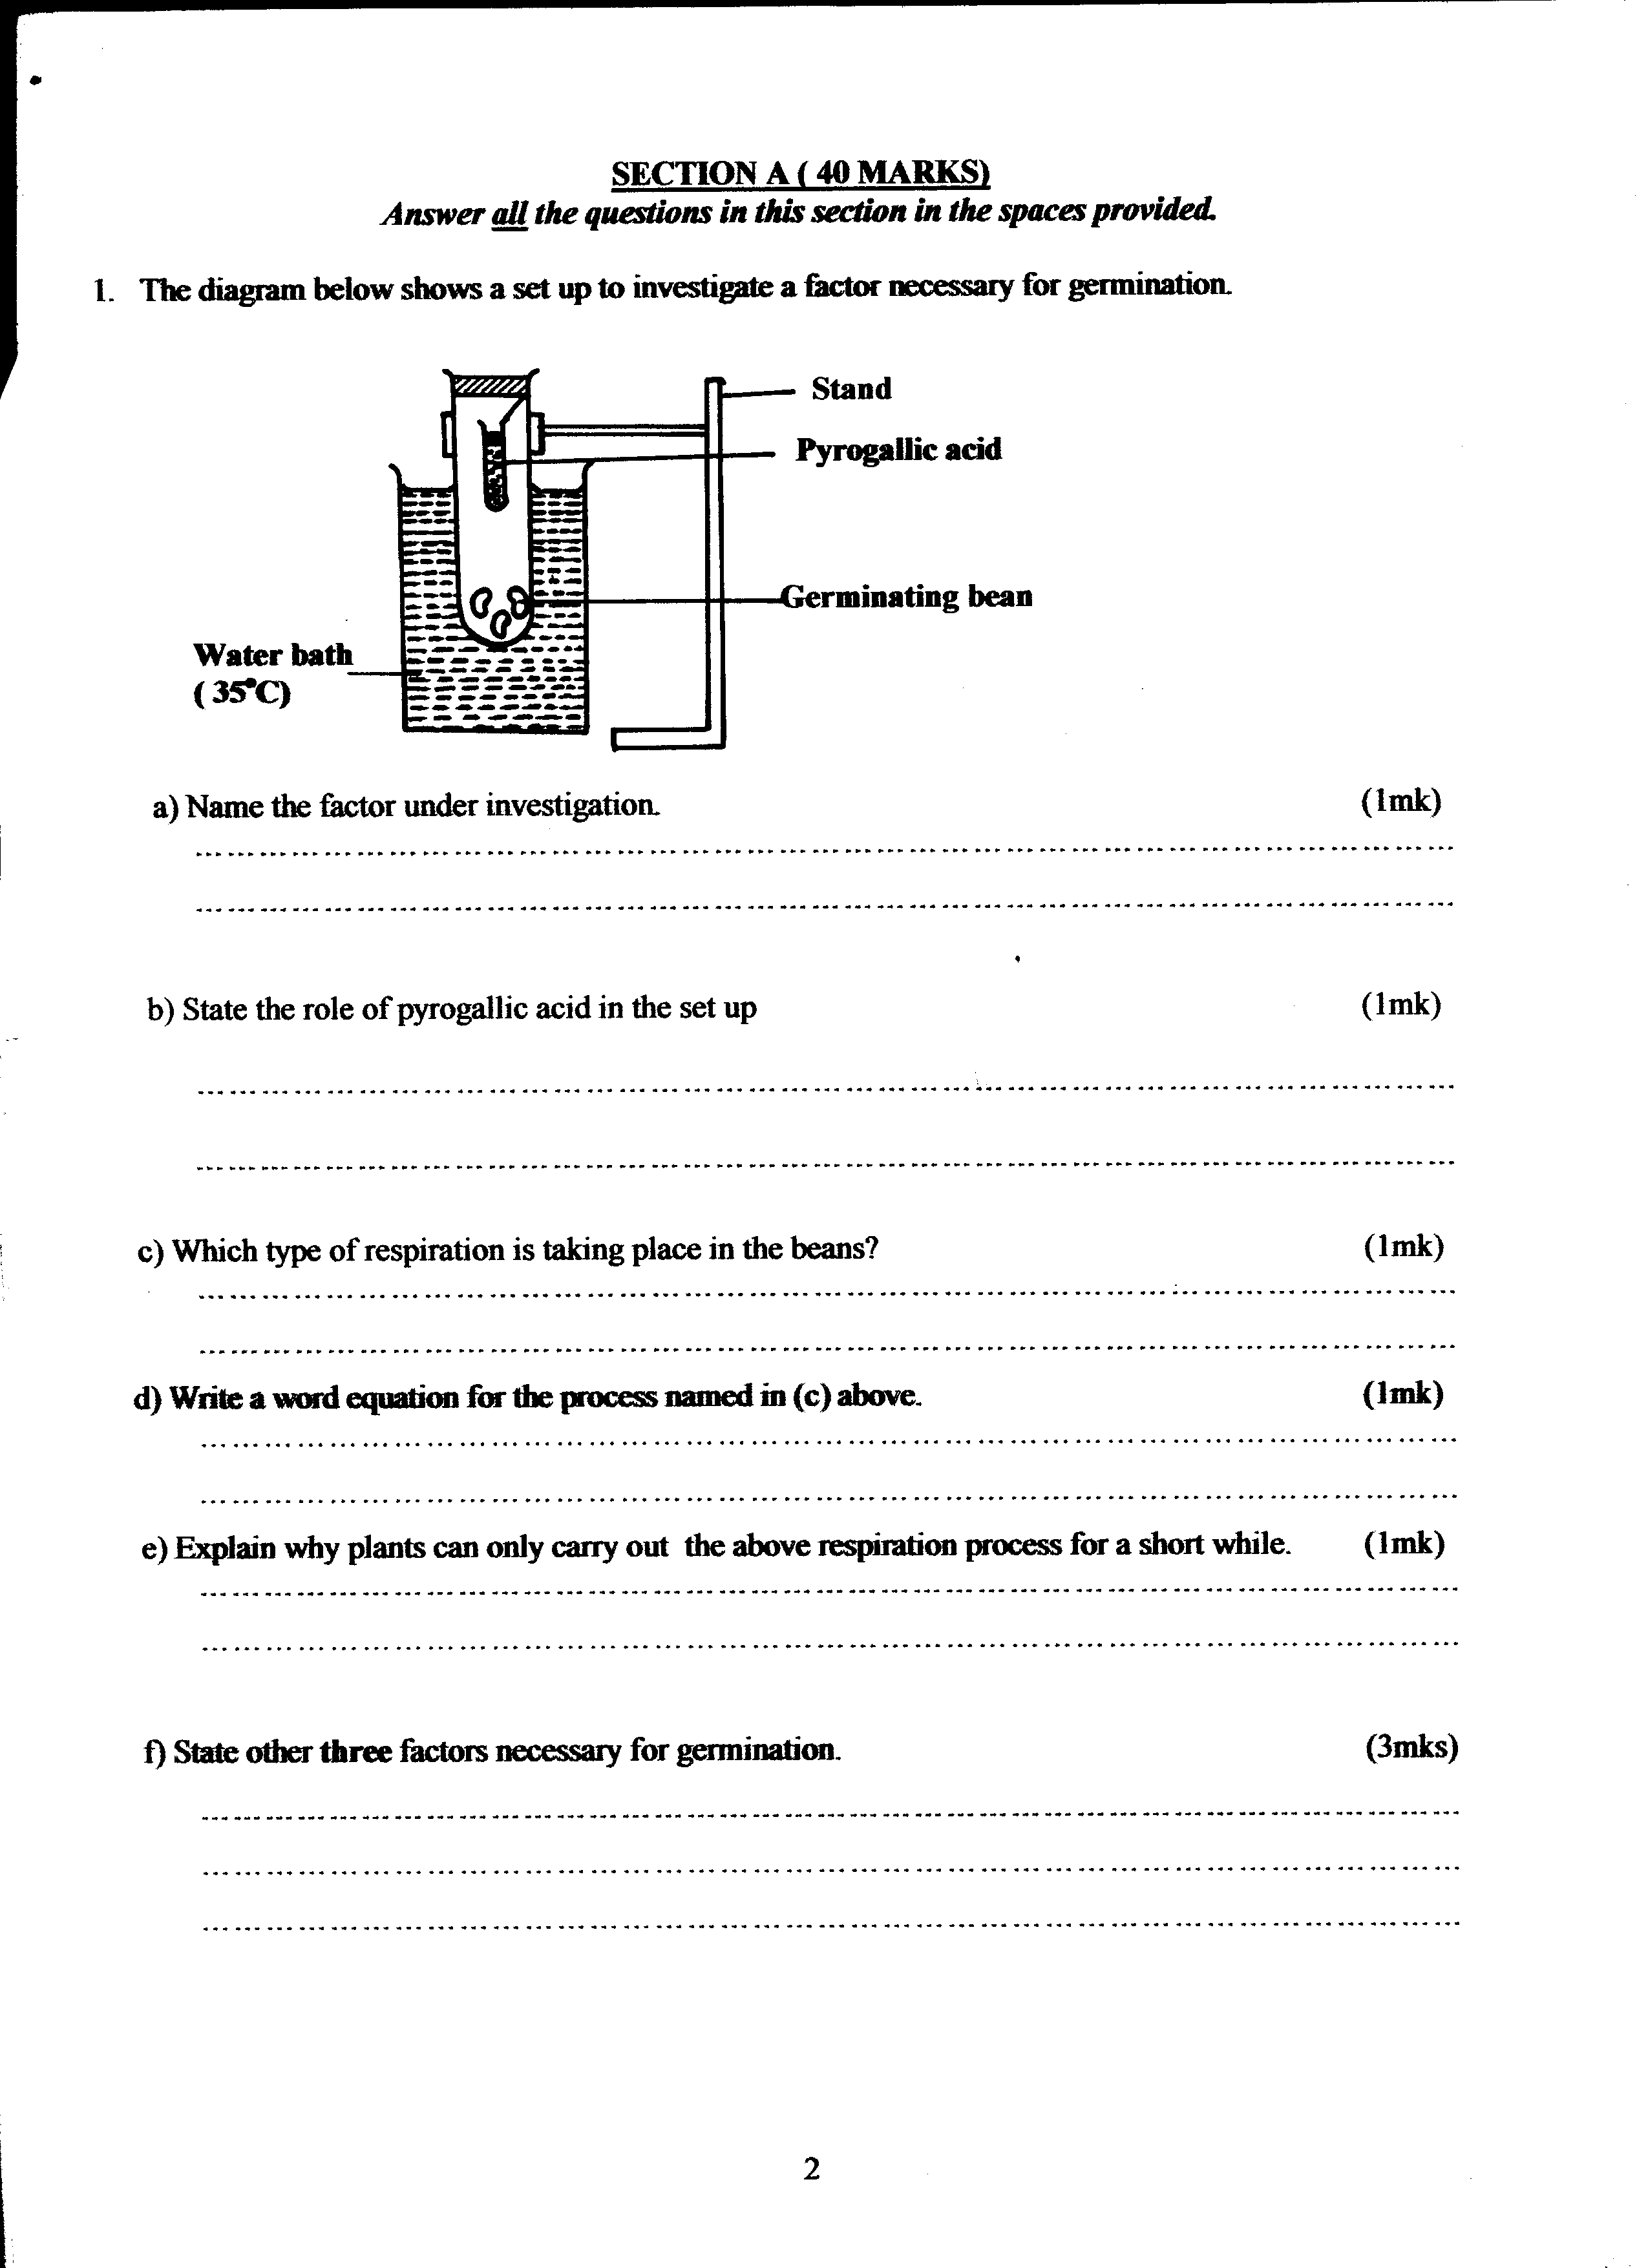 SECTION A ( 40 MARKS)
Answer all the questions in this section in the spaces provided.
1. The diagram below shows a set up to investigate a factor necessary for germination.
Stand
Pyrogallic acid
Germinating bean
Water bath
( 35°C)
a) Name the factor under investigation. (1mk)
b) State the role of pyrogallic acid in the set up (1mk)
c) Which type of respiration is taking place in the beans? (1mk)
d) Write a word equation for the process named in (c) above. (1mk)
e) Explain why plants can only carry out the above respiration process for a short while. (1mk)
f) State other three factors necessary for germination. (3mks)
2